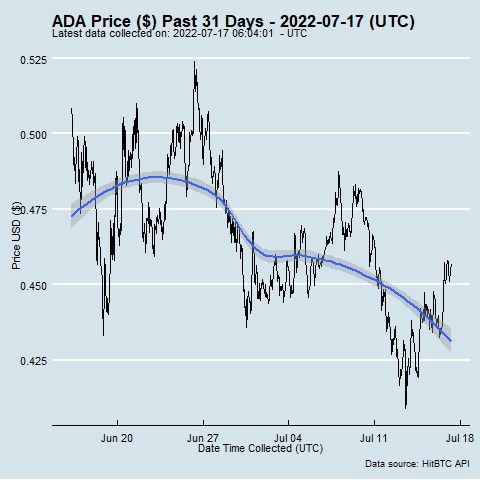 ADA Price ($) Past 31 Days - 2022-07-17 (UTC)
Latest data collected on: 2022-07-17 06:04:01 - UTC
0.525
0.500
0.475
0.450
0.425
Price USD ($)
Jun 20 Jun 27 Jul 04 Jul 11 Jul 18
Date Time Collected (UTC)
Data source: HitBTC API